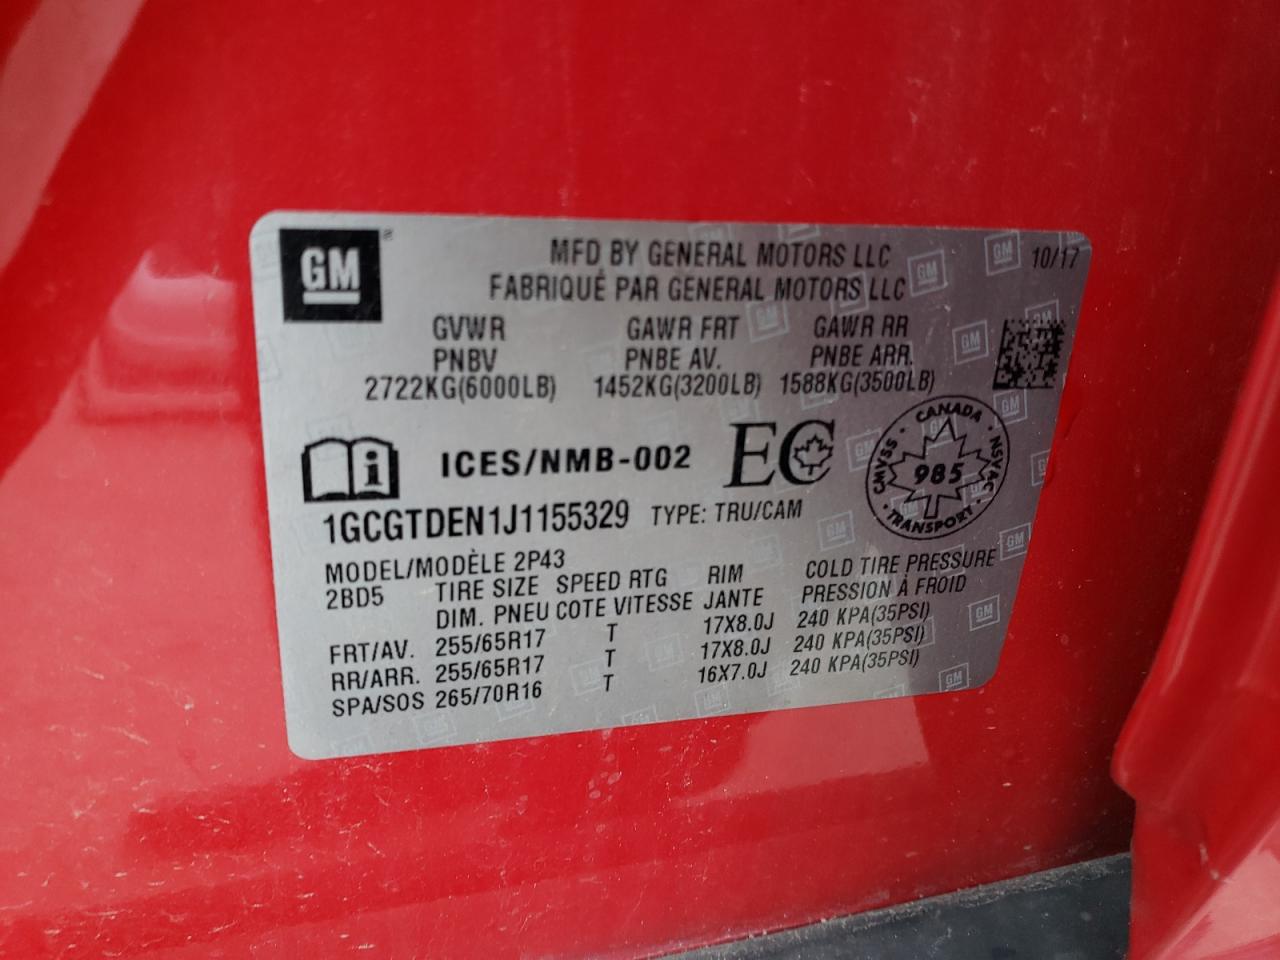 GM
MFD BY GENERAL MOTORS LLC
10/17
FABRIQUÉ PAR GENERAL MOTORS LLC
GVWR GAWR FRT GAWR RR
PNBV PNBE AV. PNBE ARR.
2722KG(6000LB) 1452KG(3200LB) 1588KG(3500LB)
i ICES/NMB-002 EC
CANADA
CMVSS 985 NSVAC
TRANSPORT
1GCGTDEN1J1155329 TYPE: TRU/CAM
MODEL/MODÈLE 2P43
2BD5 TIRE SIZE SPEED RTG RIM COLD TIRE PRESSURE
DIM. PNEU COTE VITESSE JANTE PRESSION À FROID
FRT/AV. 255/65R17 T 17X8.0J 240 KPA(35PSI)
RR/ARR. 255/65R17 T 17X8.0J 240 KPA(35PSI)
SPA/SOS 265/70R16 T 16X7.0J 240 KPA(35PSI)